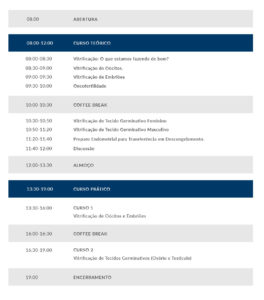 08:00 ABERTURA
08:00-12:00 CURSO TEÓRICO
08:00-08:30 Vitrificação: O que estamos fazendo de bom?
08:30-09:00 Vitrificação de Oócitos
09:00-09:30 Vitrificação de Embriões
09:30-10:00 Oncofertilidade
10:00-10:30 COFFEE BREAK
10:30-10:50 Vitrificação de Tecido Germinativo Feminino
10:50-11:20 Vitrificação de Tecido Germinativo Masculino
11:20-11:40 Preparo Endometrial para Transferência em Descongelamento
11:40-12:00 Discussão
12:00-13:30 ALMOÇO
13:30-19:00 CURSO PRÁTICO
13:30-16:00 CURSO 1
Vitrificação de Oócitos e Embriões
16:00-16:30 COFFEE BREAK
16:30-19:00 CURSO 2
Vitrificação de Tecidos Germinativos (Ovário e Testículo)
19:00 ENCERRAMENTO